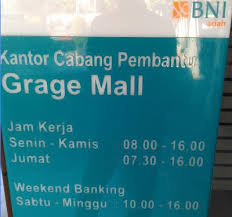 BNI
Syariah
Kantor Cabang Pembantu
Grage Mall
Jam Kerja
Senin - Kamis : 08.00 - 16.00
Jumat : 07.30 - 16.00
Weekend Banking
Sabtu - Minggu : 10.00 - 16.00